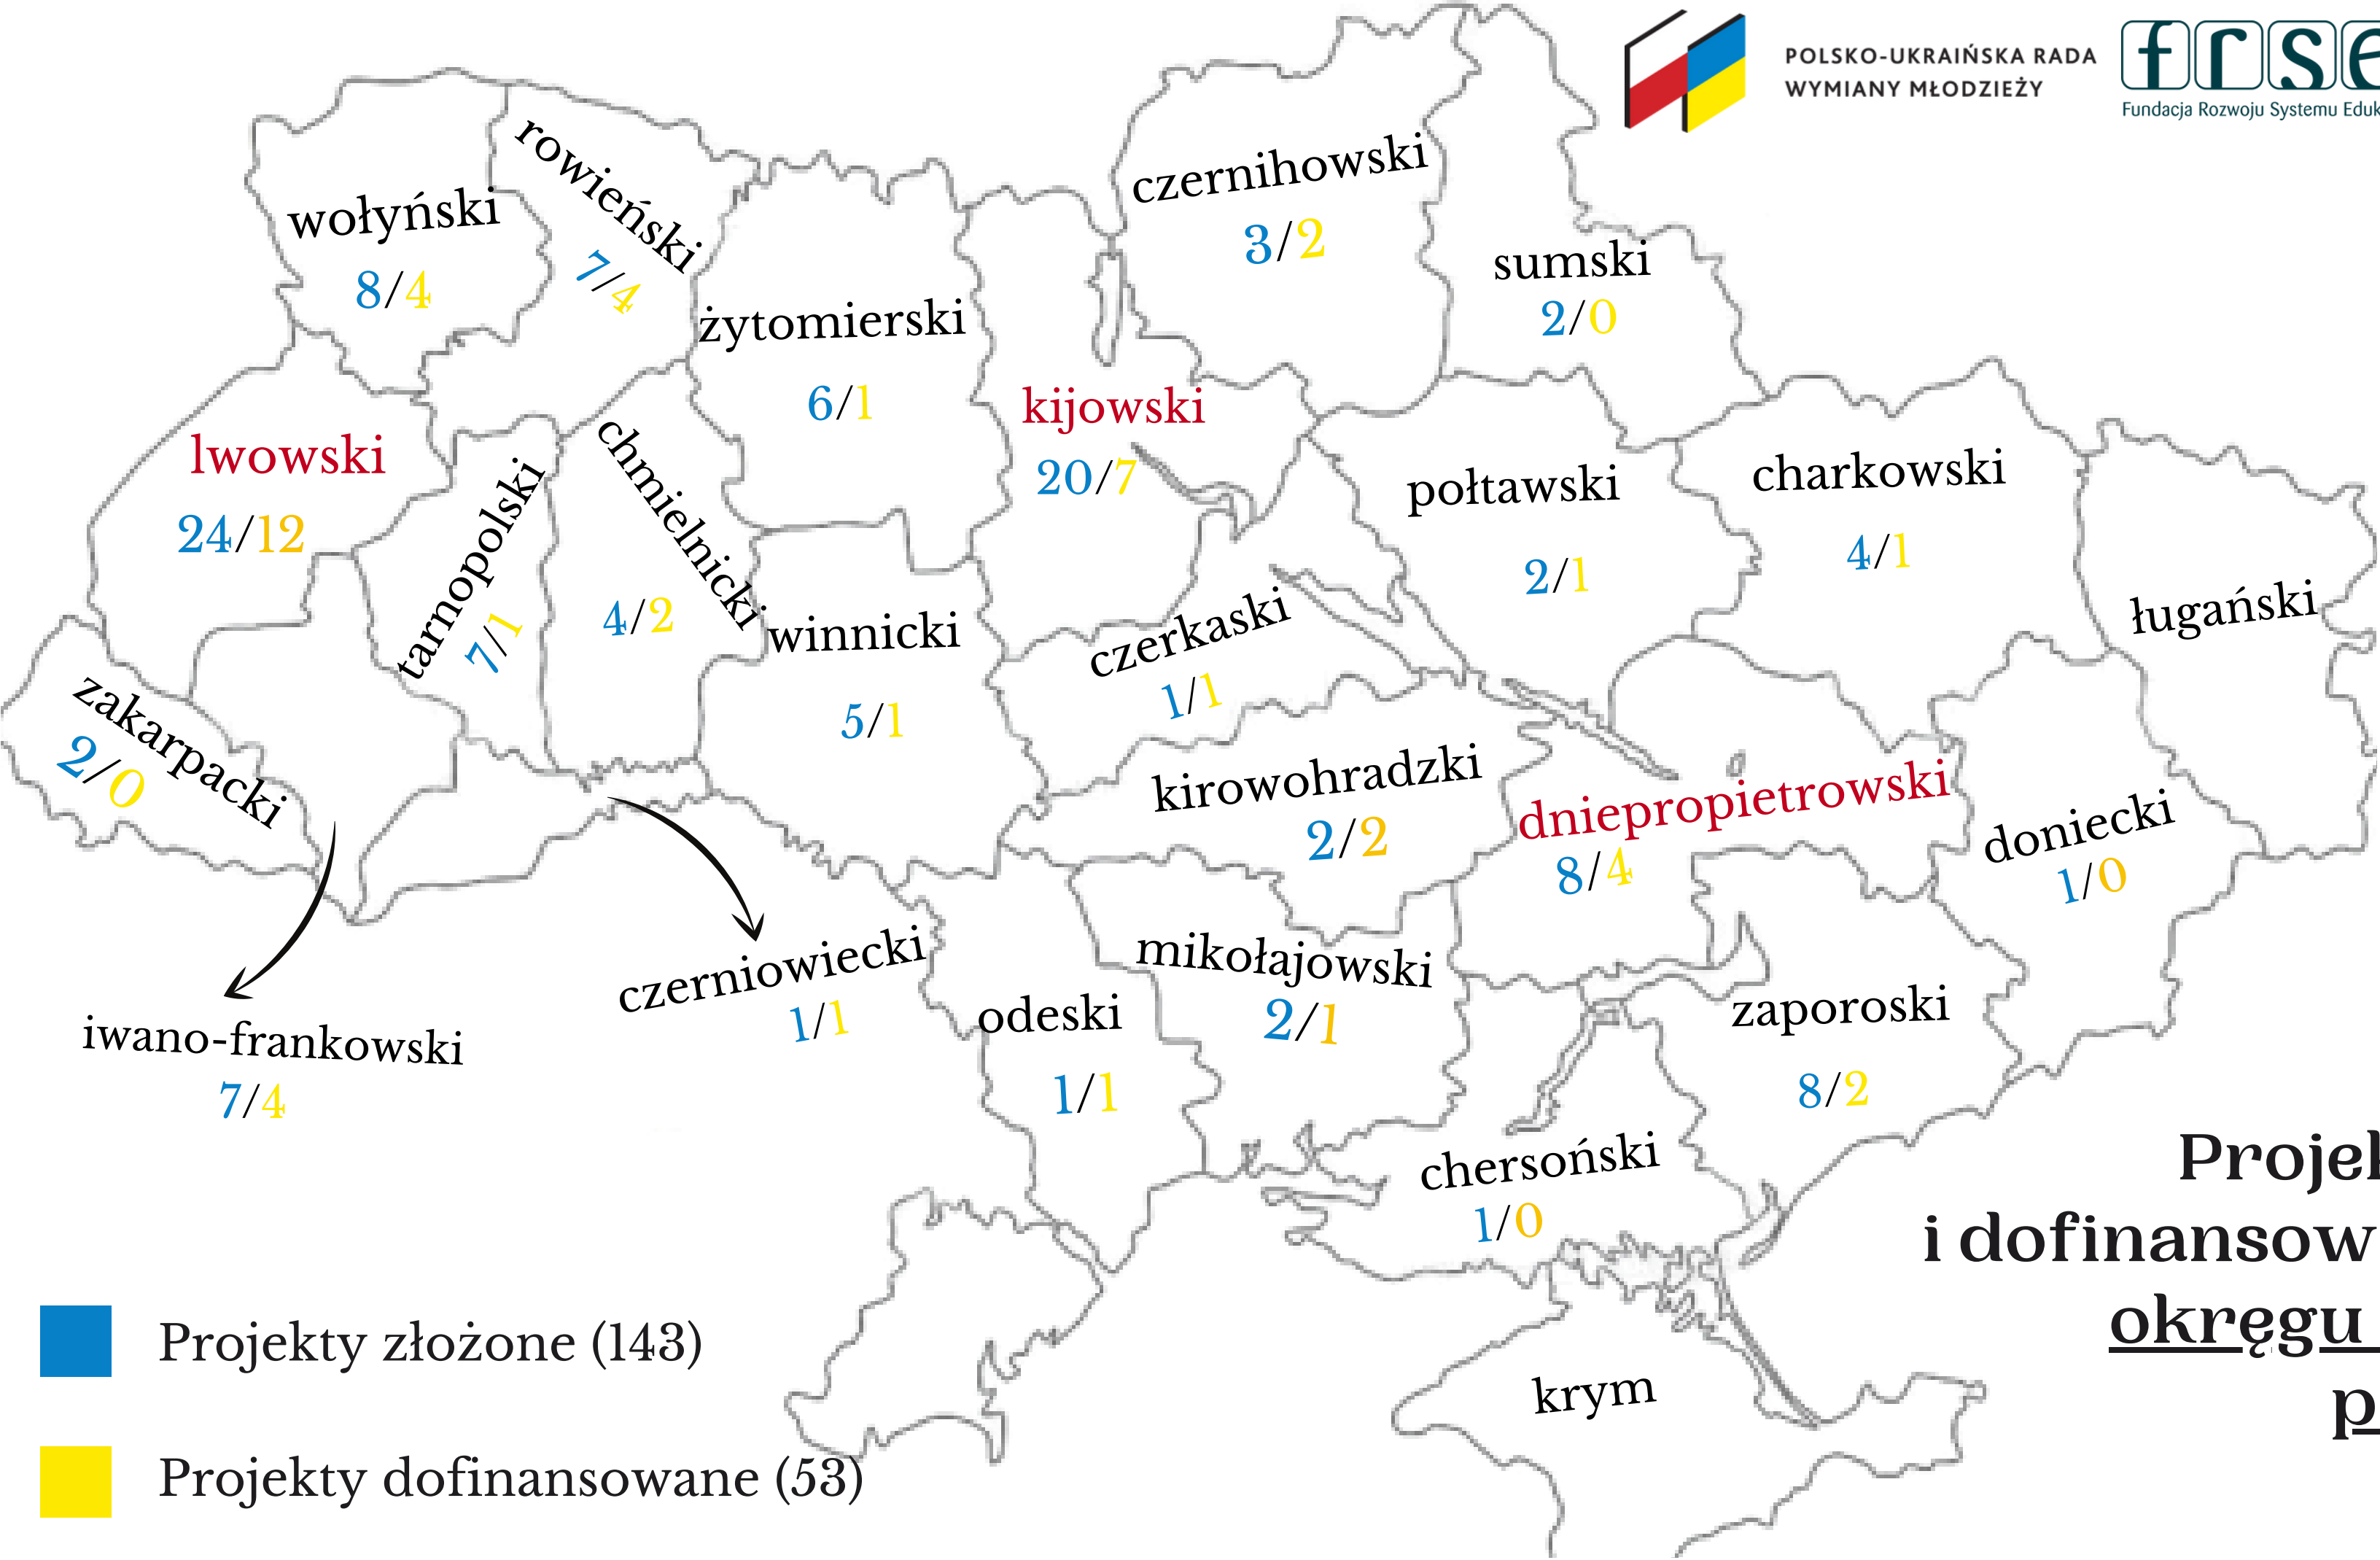 POLSKO-UKRAIŃSKA RADA
WYMIANY MŁODZIEŻY
frse
Fundacja Rozwoju Systemu Eduk
wołyński
8/4
rowieński
7/4
żytomierski
6/1
kijowski
20/7
czernihowski
3/2
sumski
2/0
lwowski
24/12
tarnopolski
7/1
chmielnicki
4/2
winnicki
5/1
czerkaski
1/1
połtawski
2/1
charkowski
4/1
ługański
zakarpacki
2/0
kirowohradzki
2/2
dniepropietrowski
8/4
doniecki
1/0
iwano-frankowski
7/4
czerniowiecki
1/1
odeski
1/1
mikołajowski
2/1
zaporoski
8/2
chersoński
1/0
krym
Projek
i dofinansow
okręgu
p
Projekty złożone (143)
Projekty dofinansowane (53)